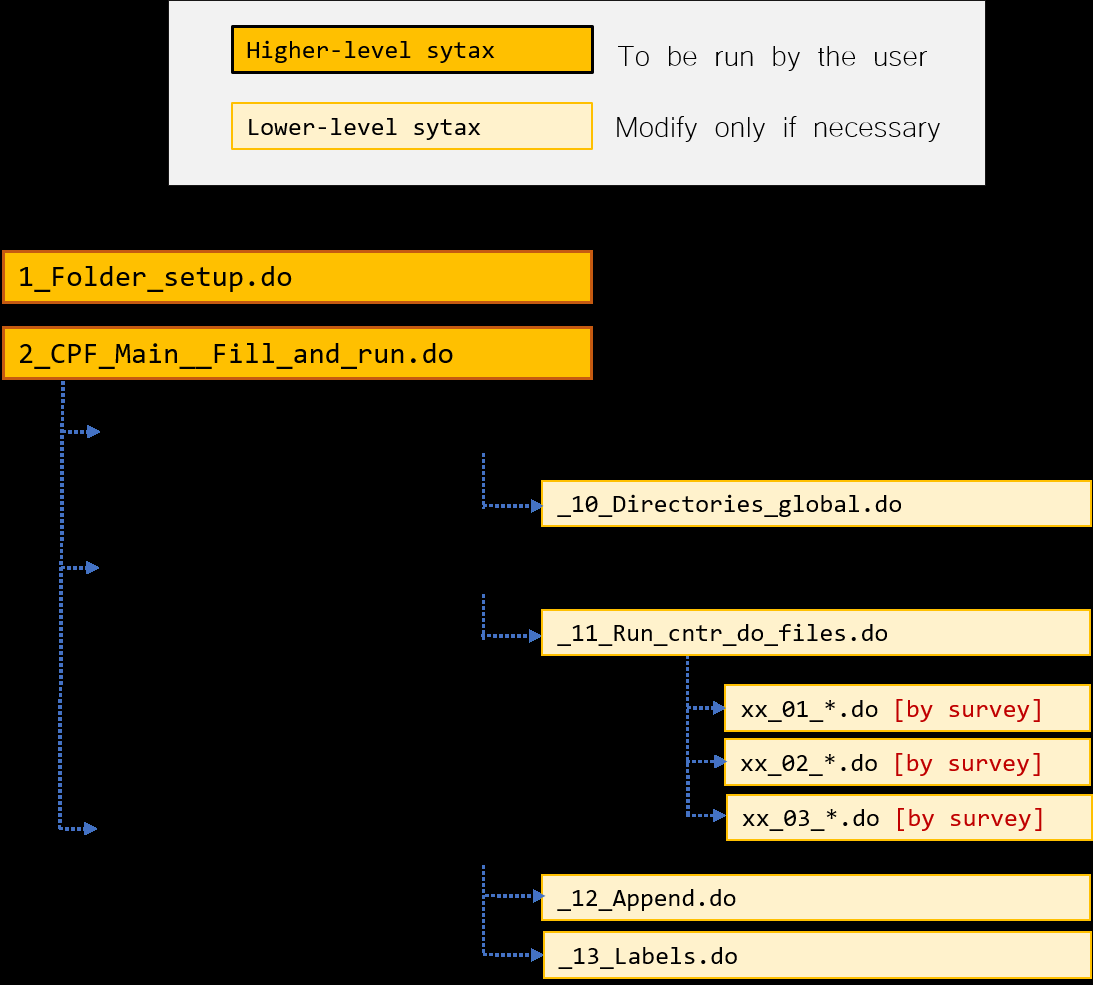 Higher-level sytax
To be run by the user
Lower-level sytax
Modify only if necessary
1_Folder_setup.do
2_CPF_Main__Fill_and_run.do
_10_Directories_global.do
_11_Run_cntr_do_files.do
xx_01_*.do [by survey]
xx_02_*.do [by survey]
xx_03_*.do [by survey]
_12_Append.do
_13_Labels.do